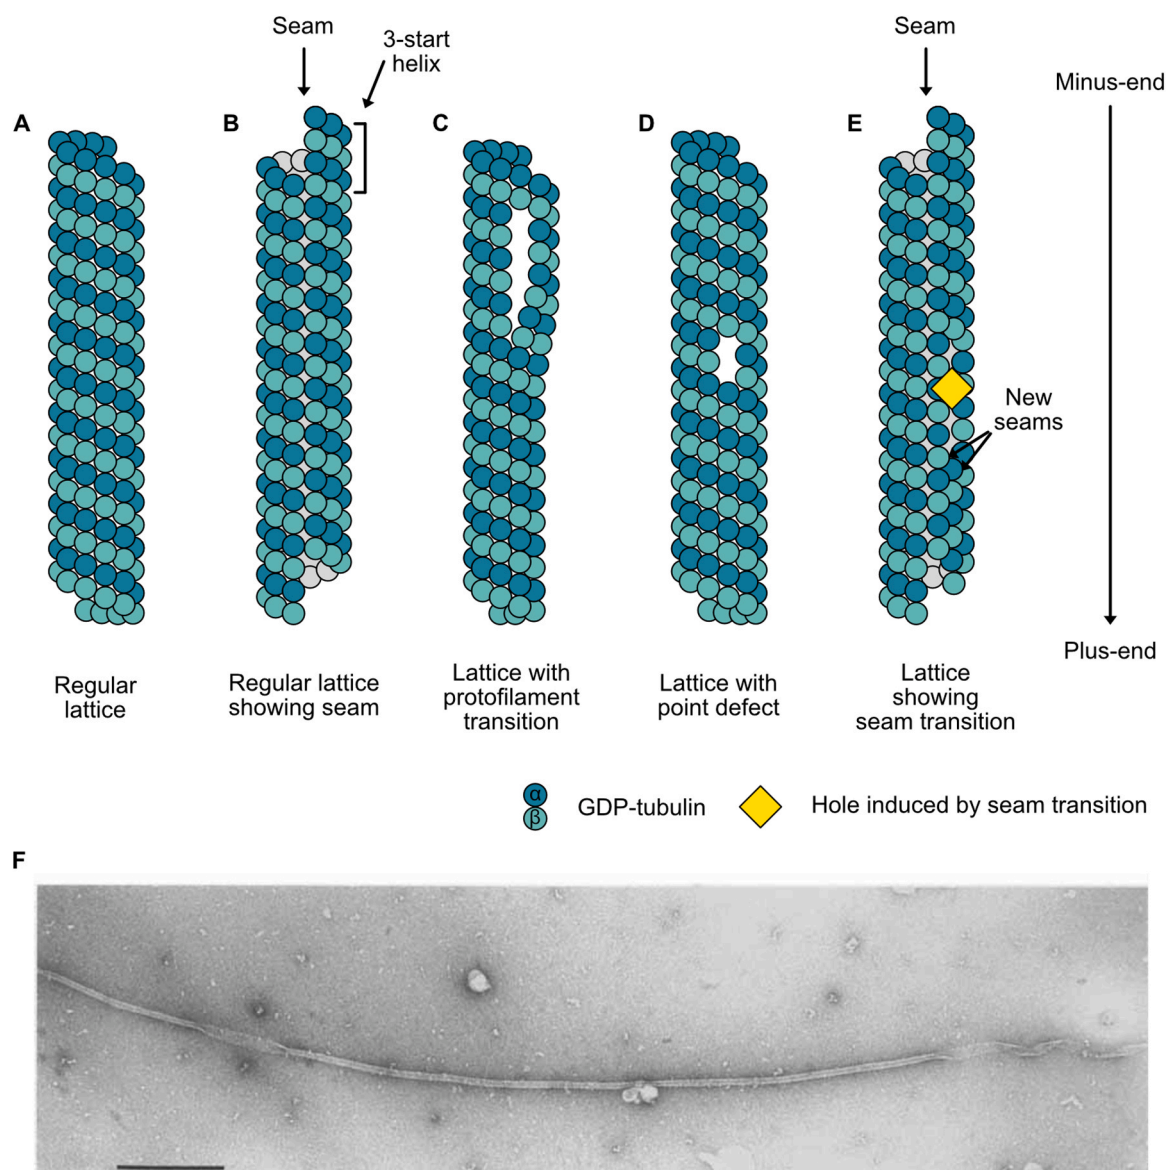 Seam
3-start
helix
Seam
Minus-end
A
B
C
D
E
New
seams
Plus-end
Regular
lattice
Regular lattice
showing seam
Lattice with
protofilament
transition
Lattice with
point defect
Lattice
showing
seam transition
α
β
GDP-tubulin
Hole induced by seam transition
F